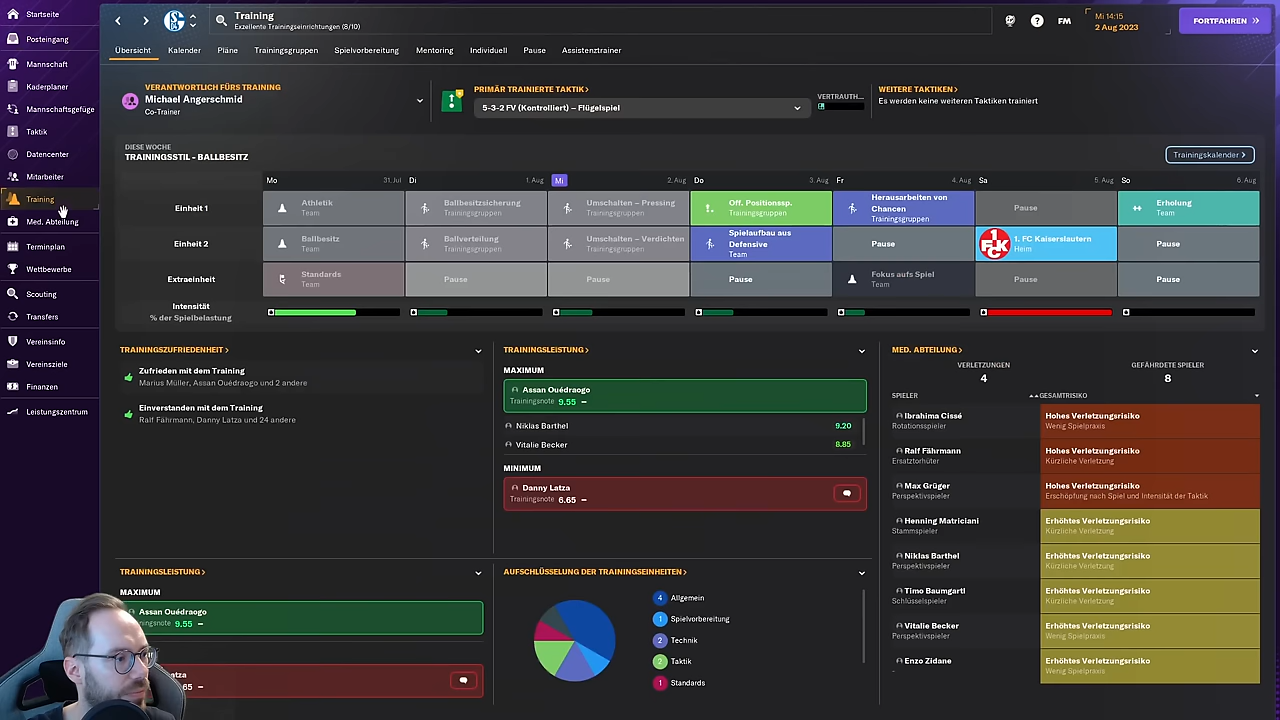 Startseite
Posteingang
Mannschaft
Kaderplaner
Mannschaftsgefüge
Taktik
Datencenter
Mitarbeiter
Training
Med. Abteilung
Terminplan
Wettbewerbe
Scouting
Transfers
Vereinsinfo
Vereinsziele
Finanzen
Leistungszentrum
Training
Exzellente Trainingseinrichtungen (8/10)
FM
Mi 14:15
2 Aug 2023
FORTFAHREN
Übersicht Kalender Pläne Trainingsgruppen Spielvorbereitung Mentoring Individuell Pause Assistenztrainer
VERANTWORTLICH FÜRS TRAINING
Michael Angerschmid
Co-Trainer
PRIMÄR TRAINIERTE TAKTIK
5-3-2 FV (Kontrolliert) – Flügelspiel
VERTRAUTH...
WEITERE TAKTIKEN
Es werden keine weiteren Taktiken trainiert
DIESE WOCHE
TRAININGSSTIL - BALLBESITZ
Trainingskalender
Mo 31. Jul Di 1. Aug Mi 2. Aug Do 3. Aug Fr 4. Aug Sa 5. Aug So 6. Aug
Einheit 1
Athletik
Team
Ballbesitzsicherung
Trainingsgruppen
Umschalten – Pressing
Trainingsgruppen
Off. Positionssp.
Trainingsgruppen
Herausarbeiten von
Chancen
Trainingsgruppen
Pause
Erholung
Team
Einheit 2
Ballbesitz
Team
Ballverteilung
Trainingsgruppen
Umschalten – Verdichten
Trainingsgruppen
Spielaufbau aus
Defensive
Team
Pause
1. FC Kaiserslautern
Heim
Pause
Extraeinheit
Standards
Team
Pause
Pause
Pause
Fokus aufs Spiel
Team
Pause
Pause
Intensität
% der Spielbelastung
TRAININGSZUFRIEDENHEIT
Zufrieden mit dem Training
Marius Müller, Assan Ouédraogo und 2 andere
Einverstanden mit dem Training
Ralf Fährmann, Danny Latza und 24 andere
TRAININGSLEISTUNG
MAXIMUM
Assan Ouédraogo
Trainingsnote 9.55 –
Niklas Barthel 9.20
Vitalie Becker 8.85
MINIMUM
Danny Latza
Trainingsnote 6.65 –
MED. ABTEILUNG
VERLETZUNGEN GEFÄHRDETE SPIELER
4 8
SPIELER GESAMTRISIKO
Ibrahima Cissé Hohes Verletzungsrisiko
Rotationsspieler Wenig Spielpraxis
Ralf Fährmann Hohes Verletzungsrisiko
Ersatztorhüter Kürzliche Verletzung
Max Grüger Hohes Verletzungsrisiko
Perspektivspieler Erschöpfung nach Spiel und Intensität der Taktik
Henning Matriciani Erhöhtes Verletzungsrisiko
Stammspieler Kürzliche Verletzung
Niklas Barthel Erhöhtes Verletzungsrisiko
Perspektivspieler Kürzliche Verletzung
Timo Baumgartl Erhöhtes Verletzungsrisiko
Schlüsselspieler Kürzliche Verletzung
Vitalie Becker Erhöhtes Verletzungsrisiko
Perspektivspieler Wenig Spielpraxis
Enzo Zidane Erhöhtes Verletzungsrisiko
- Wenig Spielpraxis
TRAININGSLEISTUNG
MAXIMUM
Assan Ouédraogo
9.55 –
AUFSCHLÜSSELUNG DER TRAININGSEINHEITEN
4 Allgemein
1 Spielvorbereitung
2 Technik
2 Taktik
1 Standards